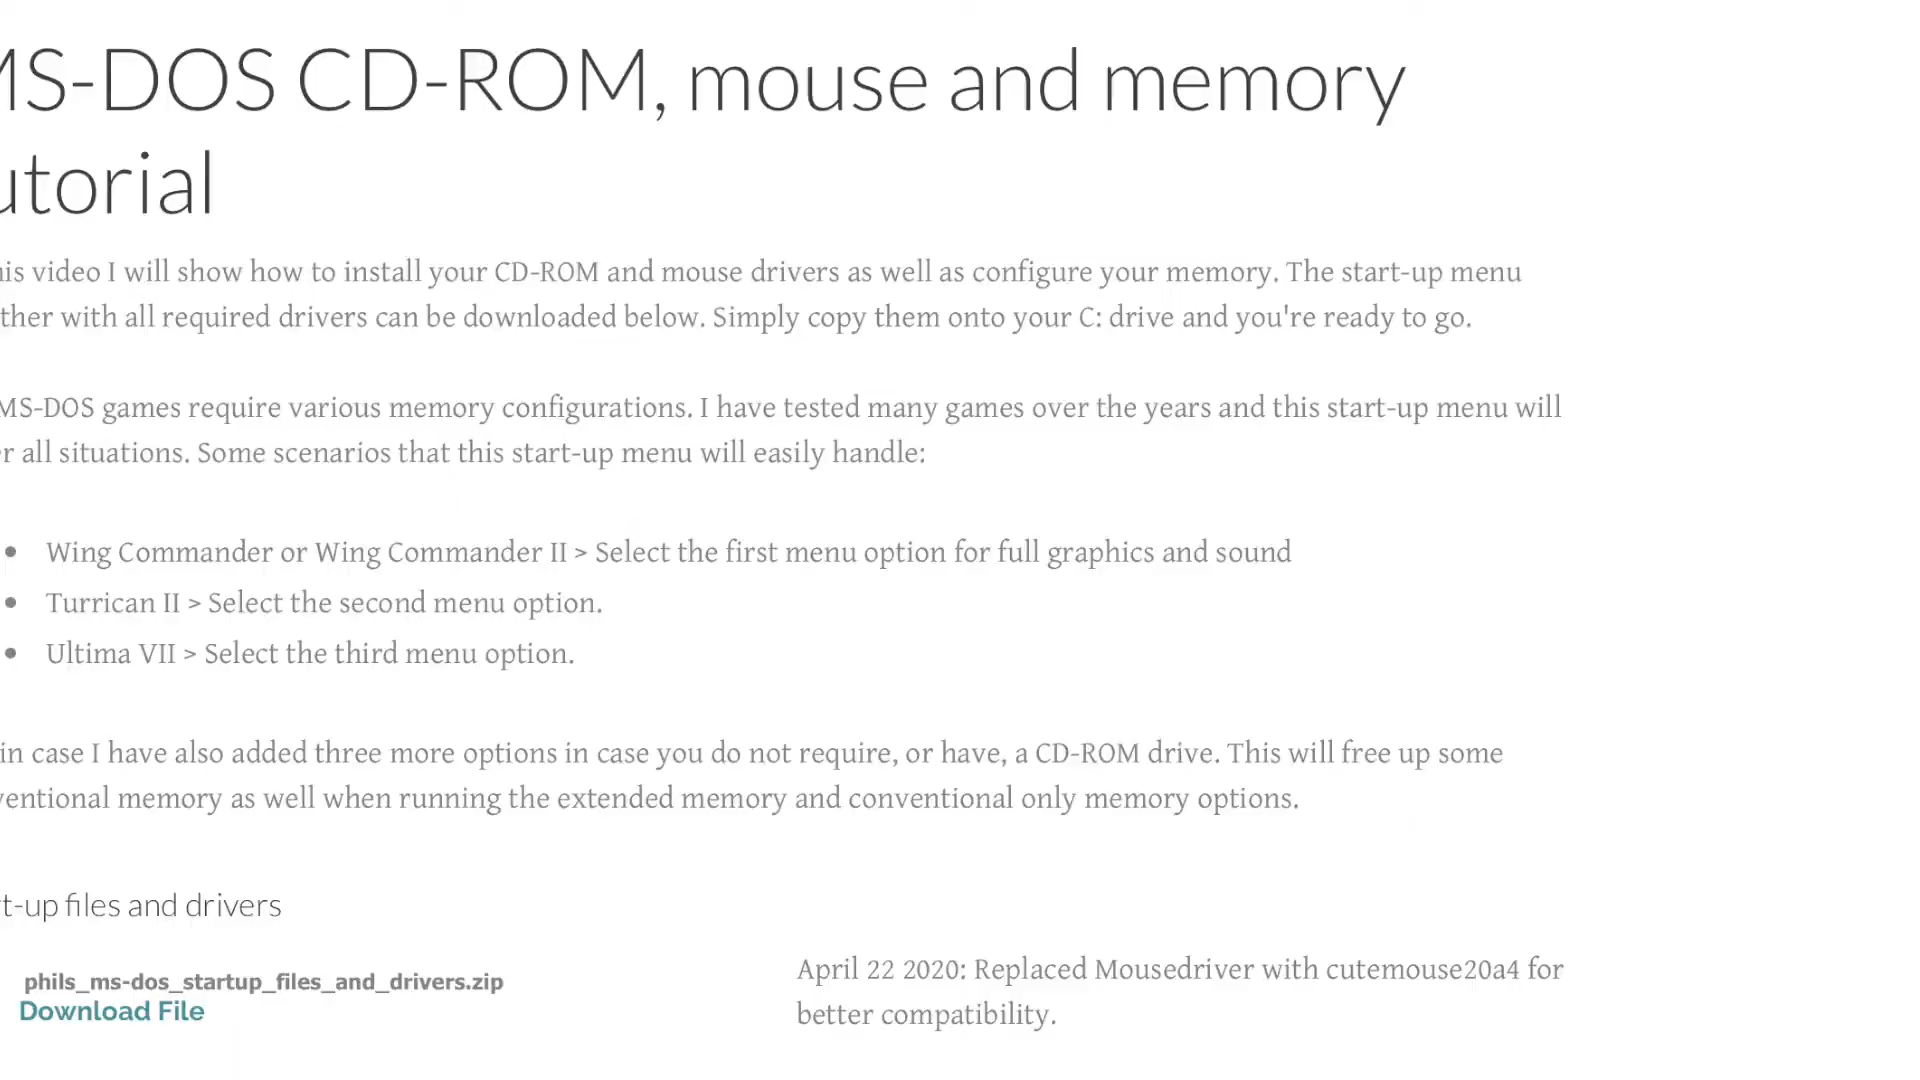 MS-DOS CD-ROM, mouse and memory
utorial
his video I will show how to install your CD-ROM and mouse drivers as well as configure your memory. The start-up menu
ther with all required drivers can be downloaded below. Simply copy them onto your C: drive and you're ready to go.
MS-DOS games require various memory configurations. I have tested many games over the years and this start-up menu will
r all situations. Some scenarios that this start-up menu will easily handle:
• Wing Commander or Wing Commander II > Select the first menu option for full graphics and sound
• Turrican II > Select the second menu option.
• Ultima VII > Select the third menu option.
in case I have also added three more options in case you do not require, or have, a CD-ROM drive. This will free up some
ventional memory as well when running the extended memory and conventional only memory options.
t-up files and drivers
phils_ms-dos_startup_files_and_drivers.zip
Download File
April 22 2020: Replaced Mousedriver with cutemouse20a4 for
better compatibility.